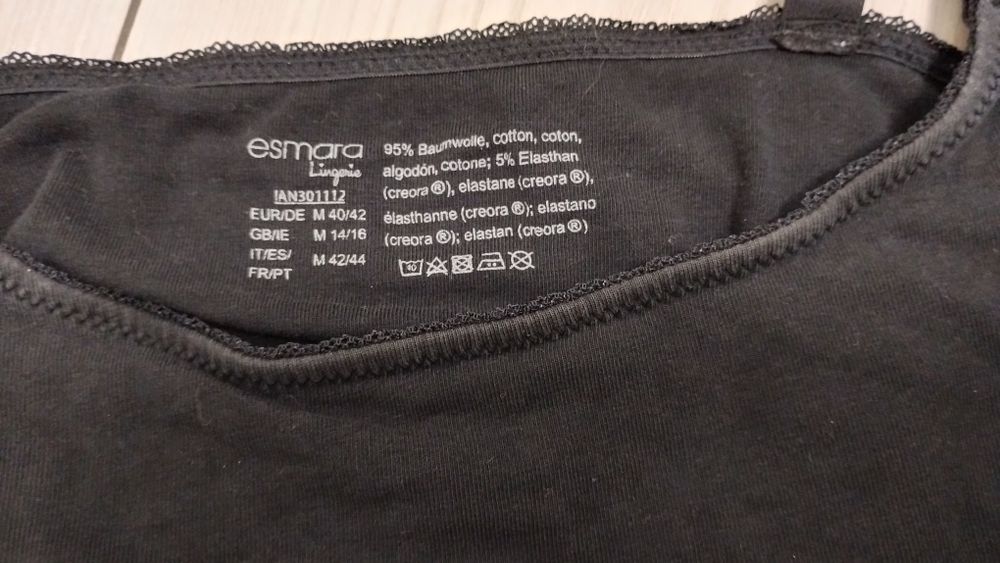 esmara
Lingerie
IAN301112
EUR/DE M 40/42
GB/IE M 14/16
IT/ES/ M 42/44
FR/PT
95% Baumwolle, cotton, coton,
algodón, cotone; 5% Elasthan
(creora ®), elastane (creora ®),
élasthanne (creora ®); elastano
(creora ®); elastan (creora ®)
40